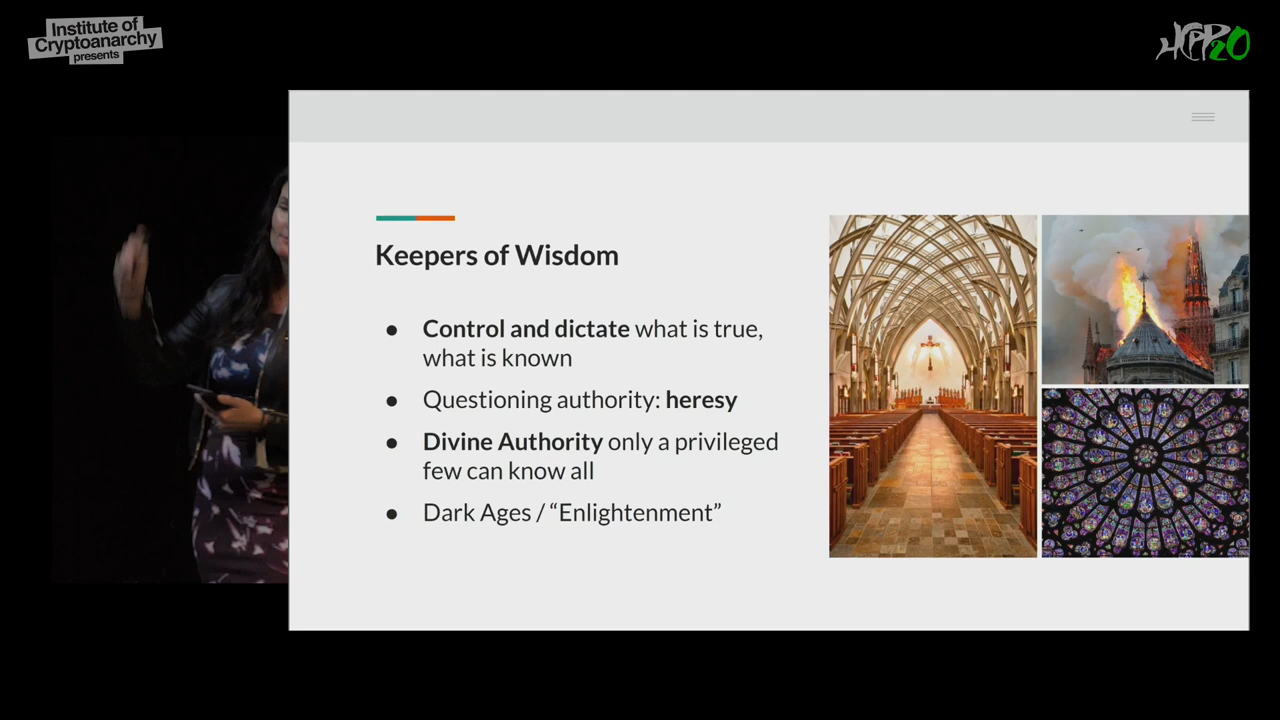 Institute of
Cryptoanarchy
presents
HCPP20
Keepers of Wisdom
● Control and dictate what is true,
what is known
● Questioning authority: heresy
● Divine Authority only a privileged
few can know all
● Dark Ages / “Enlightenment”